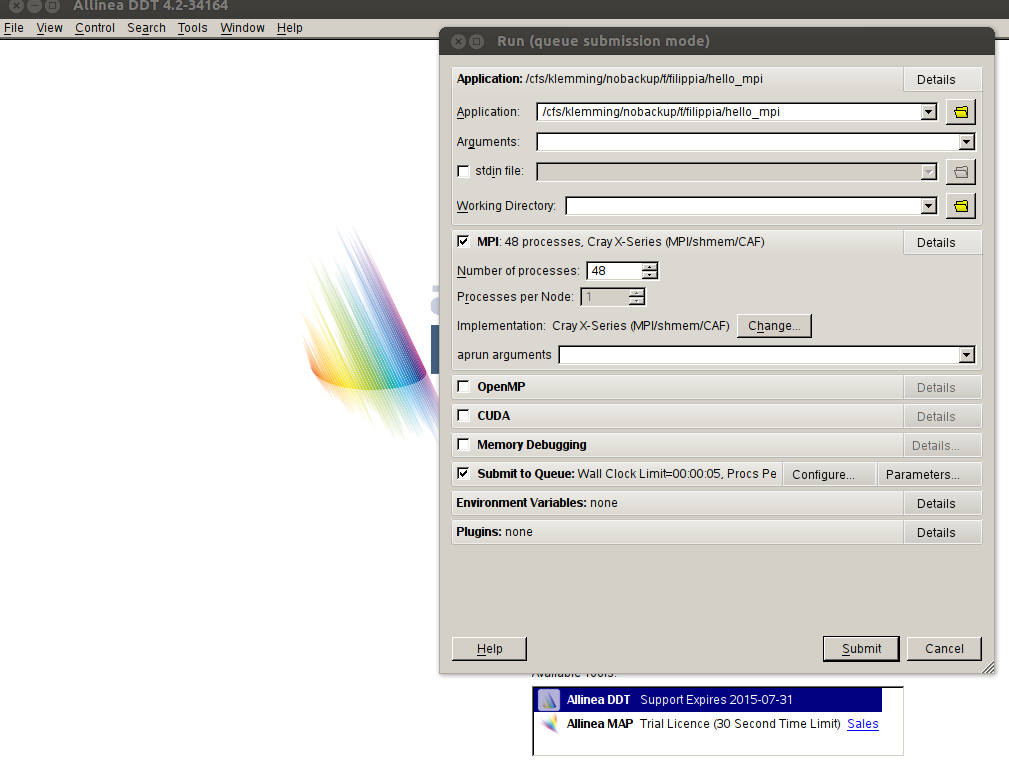 Allinea DDT 4.2-34164
File View Control Search Tools Window Help
Run (queue submission mode)
Application: /cfs/klemming/nobackup/f/filippia/hello_mpi Details
Application: /cfs/klemming/nobackup/f/filippia/hello_mpi
Arguments:
stdin file:
Working Directory:
MPI: 48 processes, Cray X-Series (MPI/shmem/CAF) Details
Number of processes: 48
Processes per Node: 1
Implementation: Cray X-Series (MPI/shmem/CAF) Change...
aprun arguments
OpenMP Details
CUDA Details
Memory Debugging Details...
Submit to Queue: Wall Clock Limit=00:00:05, Procs Pe Configure... Parameters...
Environment Variables: none Details
Plugins: none Details
Help Submit Cancel
Available Tools:
Allinea DDT Support Expires 2015-07-31
Allinea MAP Trial Licence (30 Second Time Limit) Sales